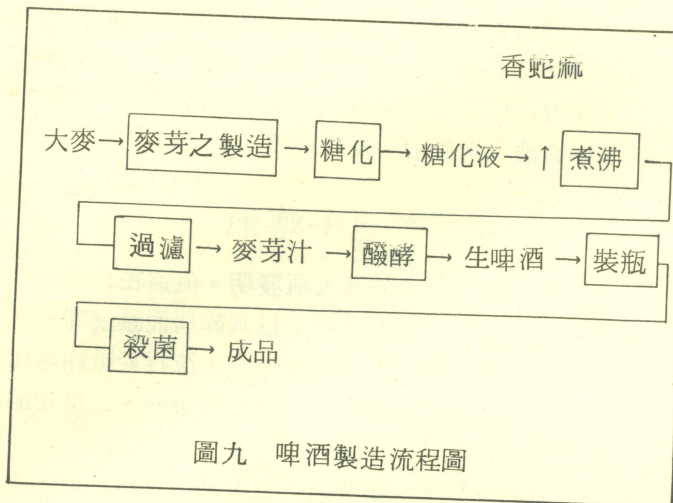 香蛇麻
大麥→麥芽之製造→糖化→糖化液→↑煮沸
過濾→麥芽汁→醱酵→生啤酒→裝瓶
殺菌→成品
圖九 啤酒製造流程圖